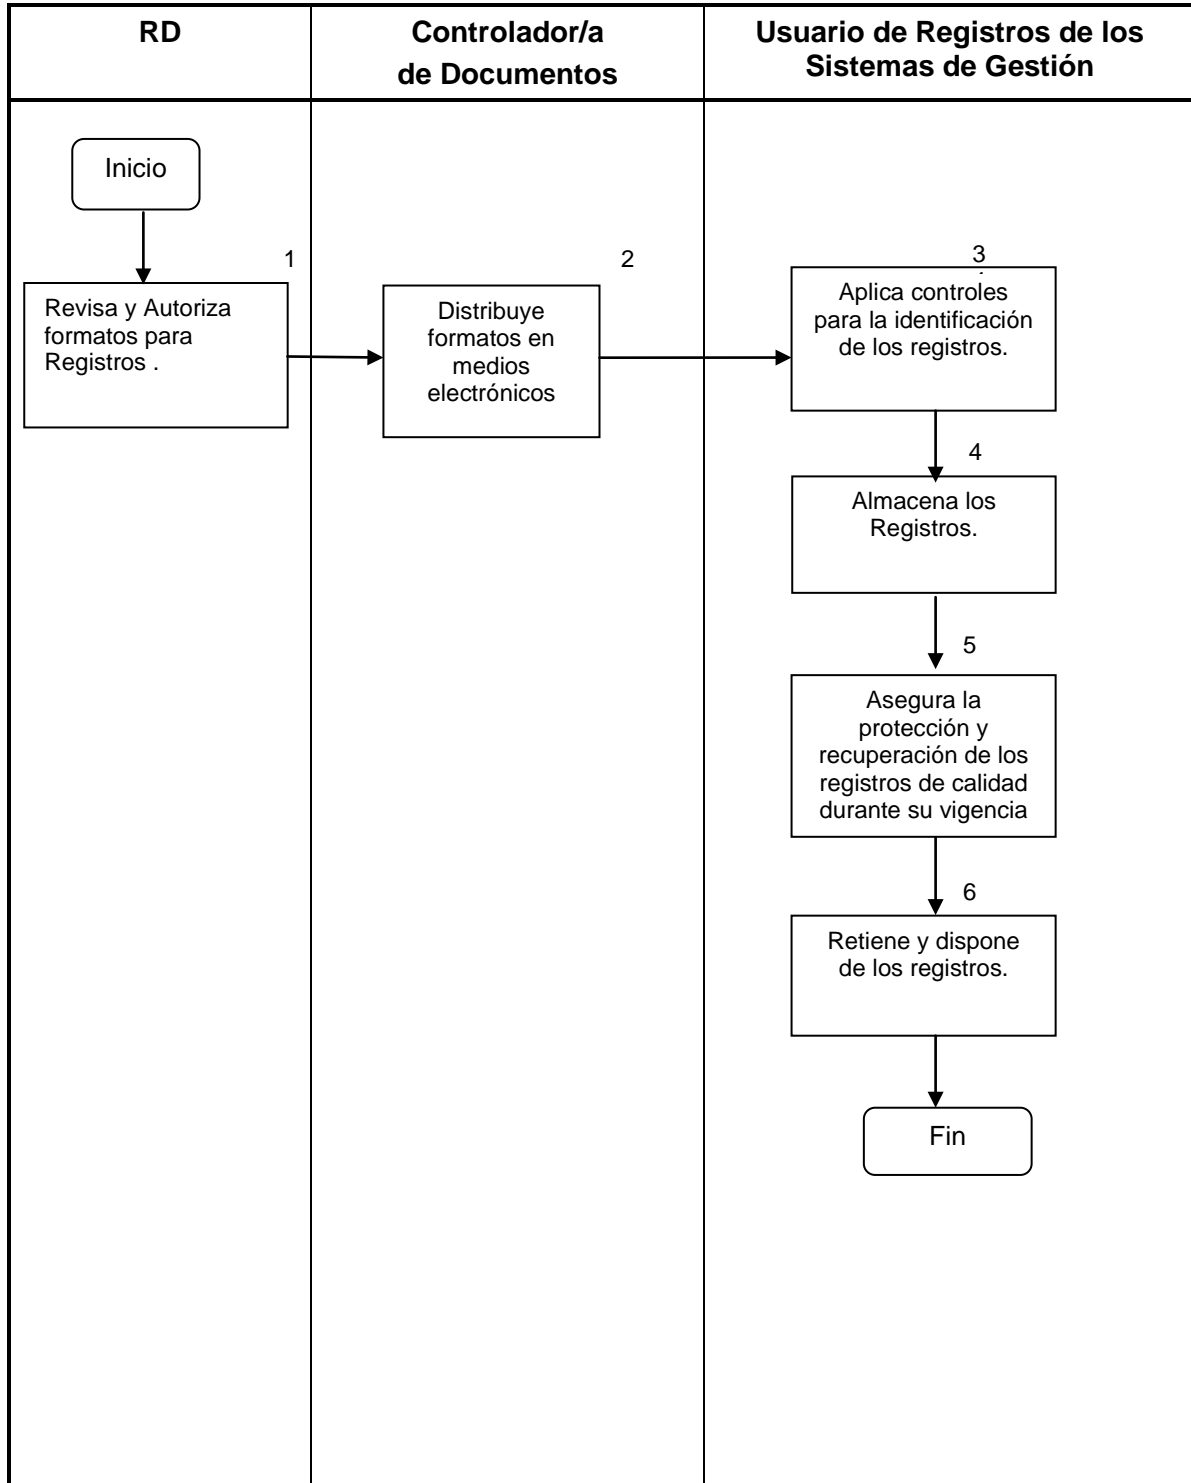 RD
Controlador/a
de Documentos
Usuario de Registros de los
Sistemas de Gestión
Inicio
1
Revisa y Autoriza
formatos para
Registros .
2
Distribuye
formatos en
medios
electrónicos
3
Aplica controles
para la identificación
de los registros.
4
Almacena los
Registros.
5
Asegura la
protección y
recuperación de los
registros de calidad
durante su vigencia
6
Retiene y dispone
de los registros.
Fin